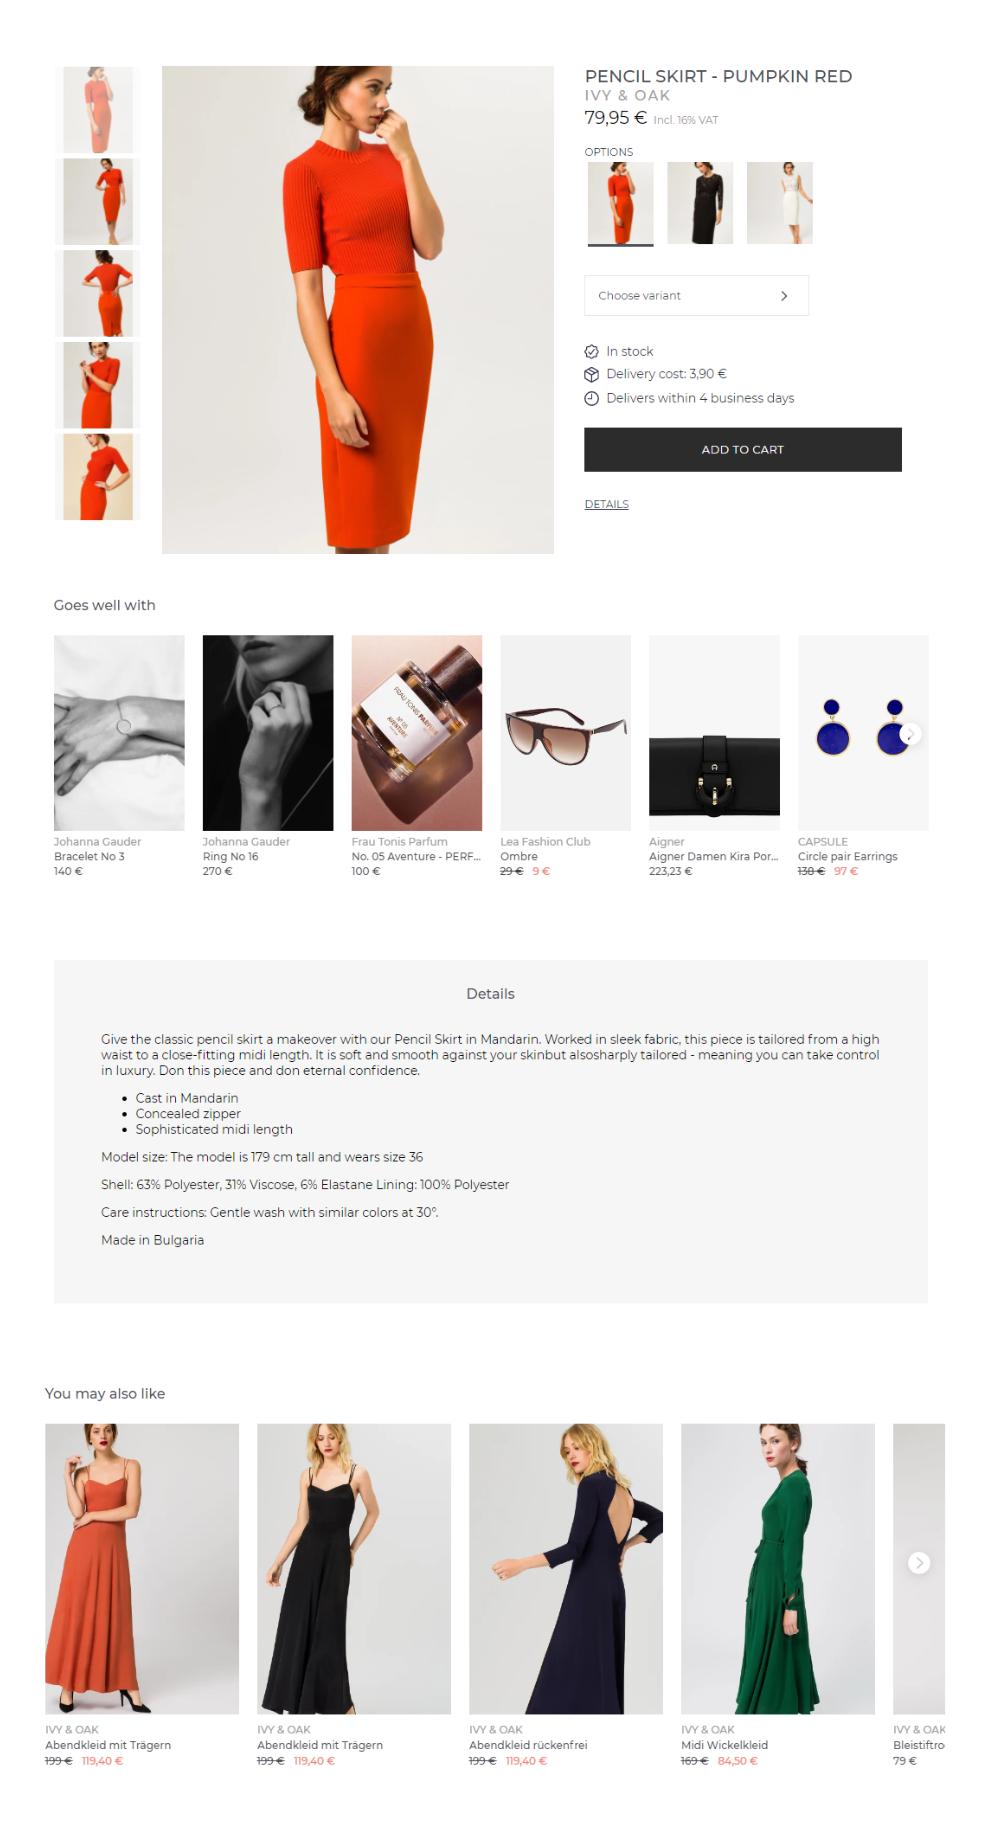 PENCIL SKIRT - PUMPKIN RED
IVY & OAK
79,95 € Incl. 16% VAT
OPTIONS
Choose variant
In stock
Delivery cost: 3,90 €
Delivers within 4 business days
ADD TO CART
DETAILS
Goes well with
FRAU TONIS PARFUM
No. 05
AVENTURE
Johanna Gauder
Bracelet No 3
140 €
Johanna Gauder
Ring No 16
270 €
Frau Tonis Parfum
No. 05 Aventure - PERF...
100 €
Lea Fashion Club
Ombre
29 € 9 €
Aigner
Aigner Damen Kira Por...
223,23 €
CAPSULE
Circle pair Earrings
138 € 97 €
Details
Give the classic pencil skirt a makeover with our Pencil Skirt in Mandarin. Worked in sleek fabric, this piece is tailored from a high
waist to a close-fitting midi length. It is soft and smooth against your skinbut alsosharply tailored - meaning you can take control
in luxury. Don this piece and don eternal confidence.
• Cast in Mandarin
• Concealed zipper
• Sophisticated midi length
Model size: The model is 179 cm tall and wears size 36
Shell: 63% Polyester, 31% Viscose, 6% Elastane Lining: 100% Polyester
Care instructions: Gentle wash with similar colors at 30°.
Made in Bulgaria
You may also like
IVY & OAK
Abendkleid mit Trägern
199 € 119,40 €
IVY & OAK
Abendkleid mit Trägern
199 € 119,40 €
IVY & OAK
Abendkleid rückenfrei
199 € 119,40 €
IVY & OAK
Midi Wickelkleid
169 € 84,50 €
IVY & OAK
Bleistiftro
79 €